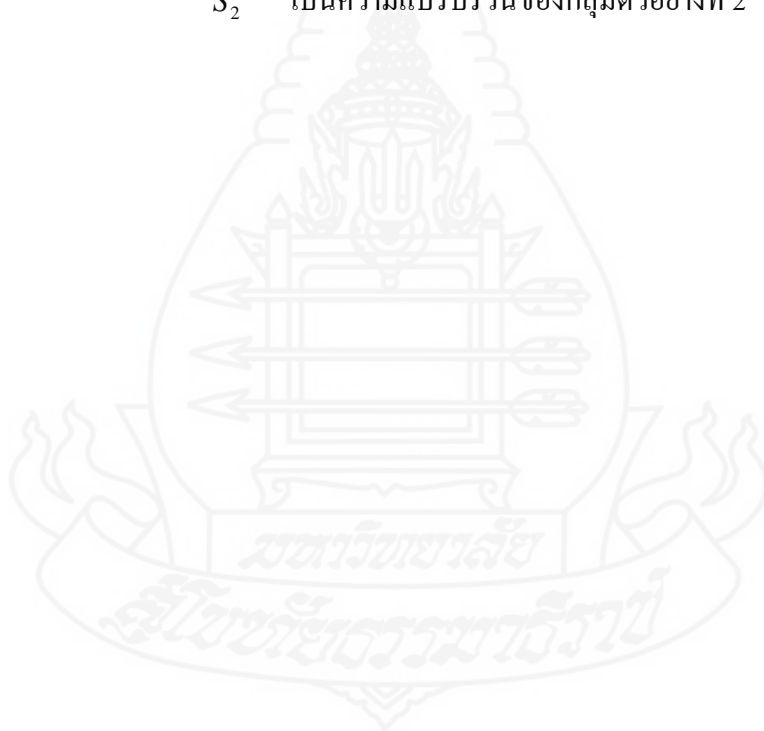 S₂ เป็นความแปรปรวนของกลุ่มตัวอย่างที่ 2
มหาวิทยาลัย
สุโขทัยธรรมาธิราช